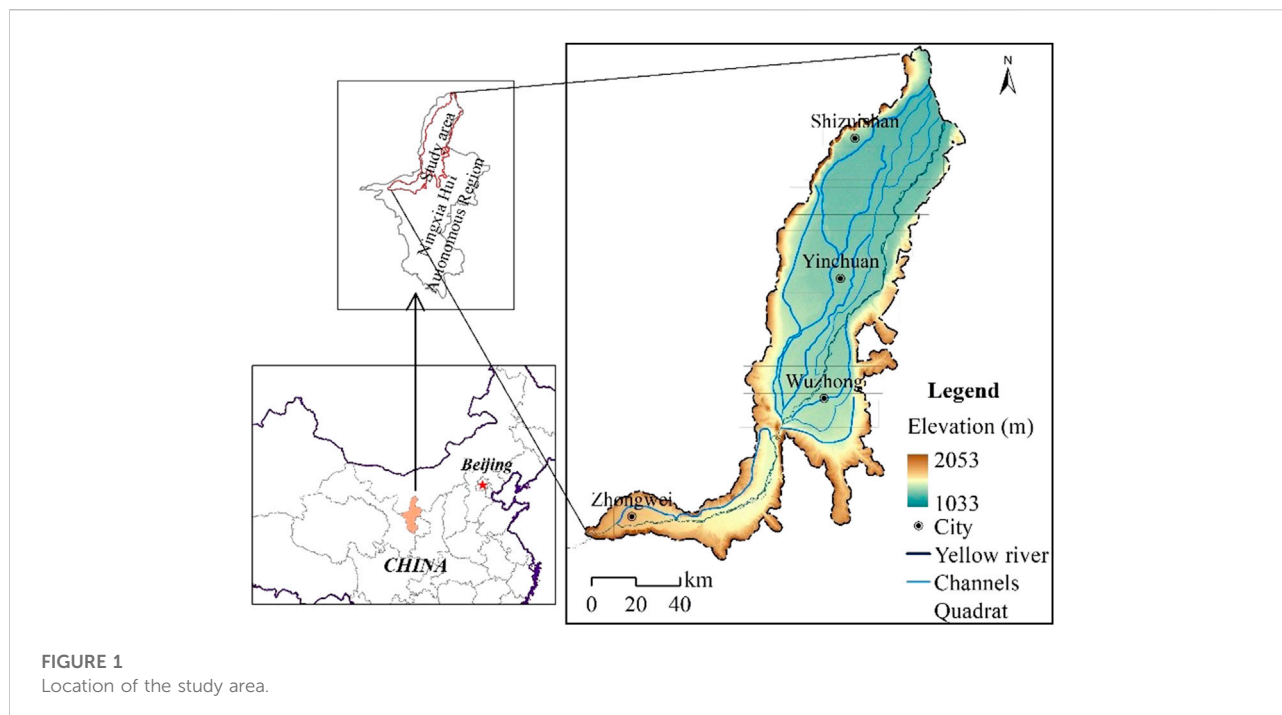 N
Shizuishan
Study area
Ningxia Hui
Autonomous Region
Yinchuan
Wuzhong
Legend
Elevation (m)
2053
1033
City
Yellow river
Channels
Quadrat
Beijing
CHINA
Zhongwei
km
0 20 40
FIGURE 1
Location of the study area.